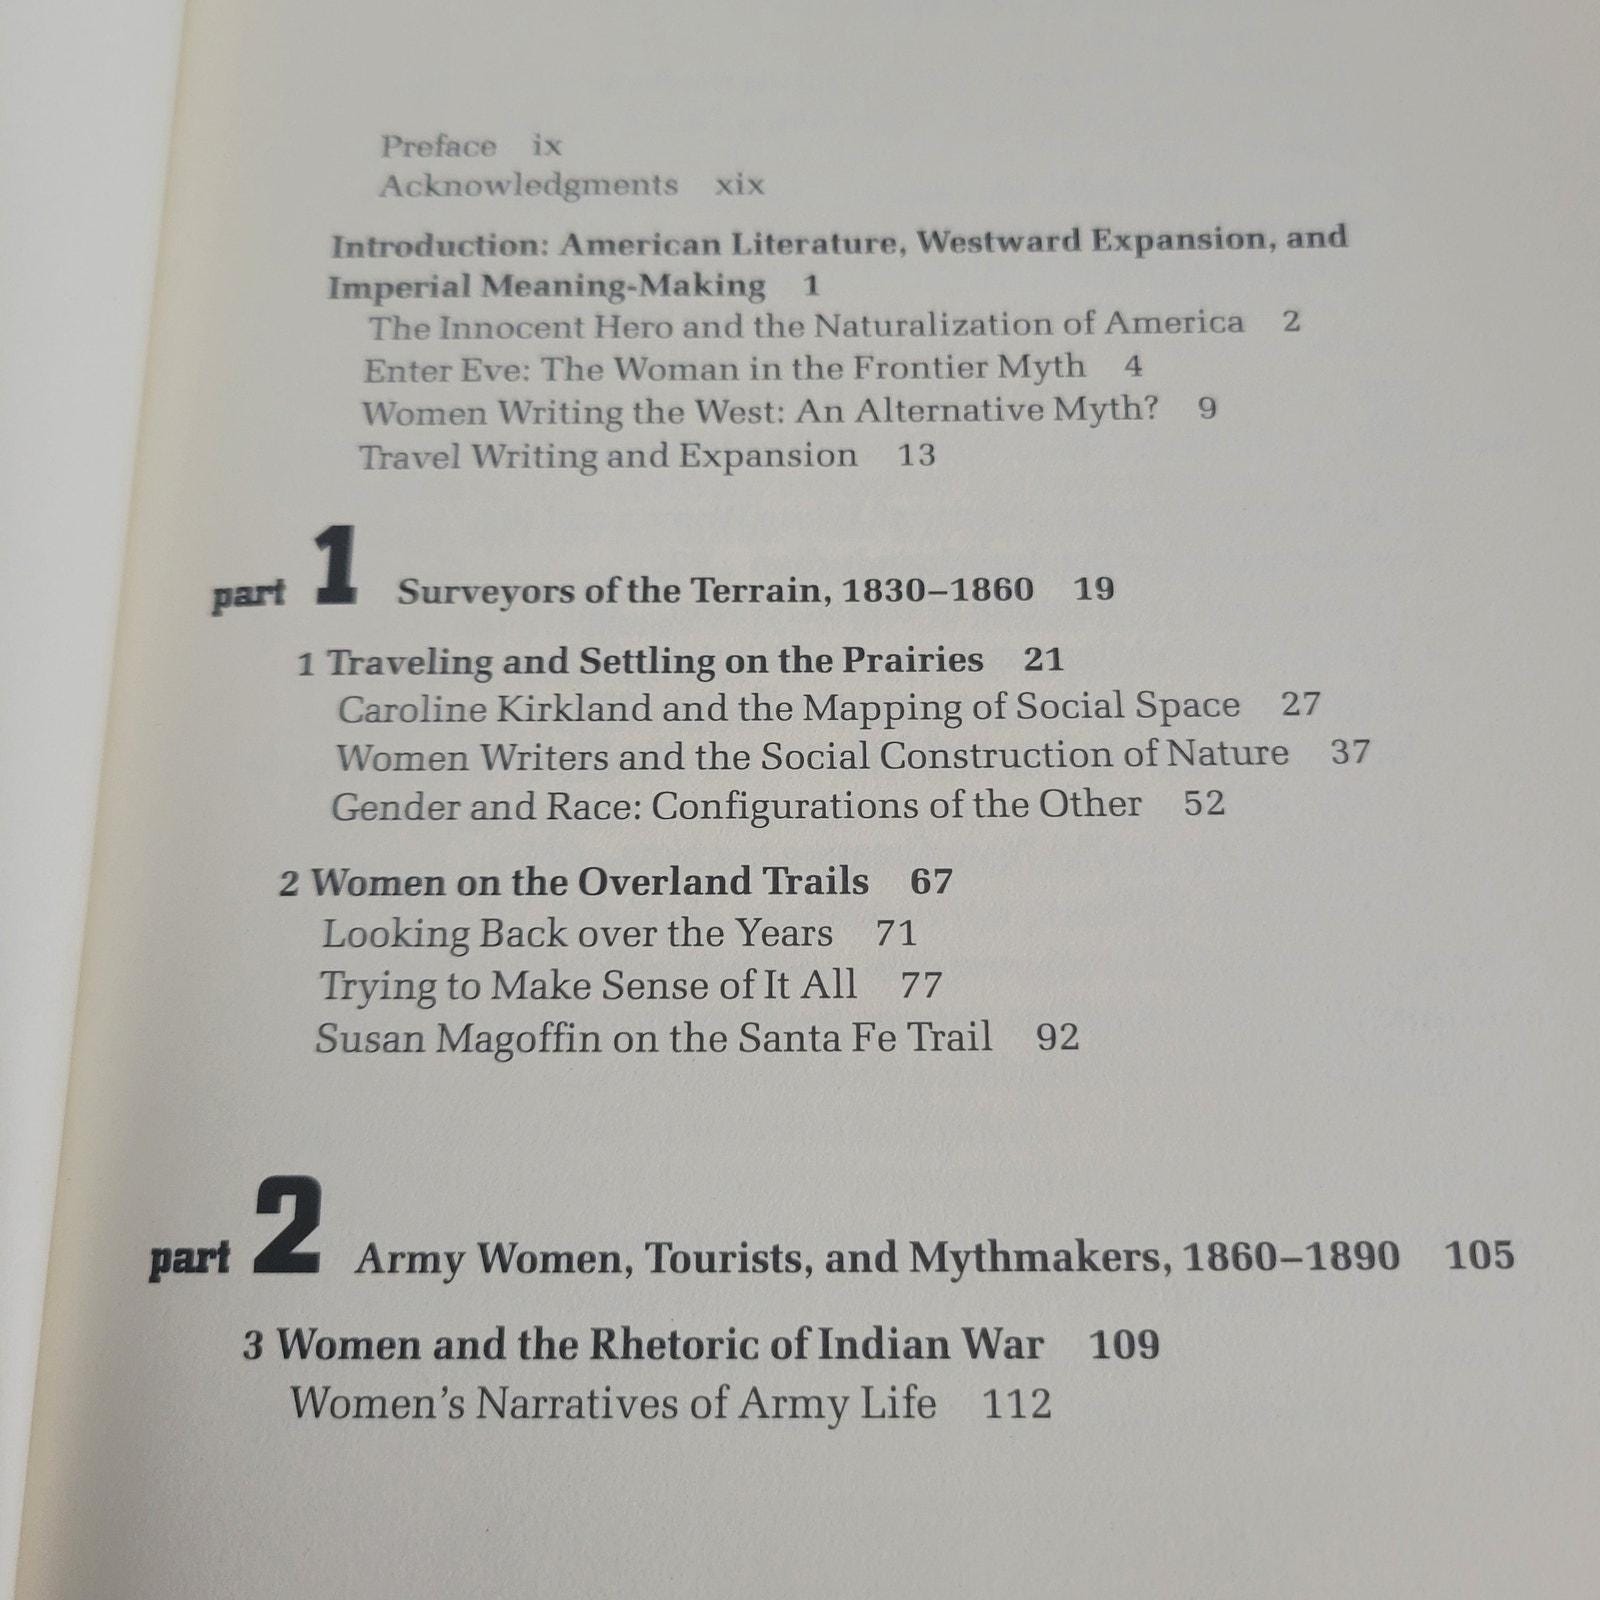 Preface ix
Acknowledgments xix
Introduction: American Literature, Westward Expansion, and
Imperial Meaning-Making 1
The Innocent Hero and the Naturalization of America 2
Enter Eve: The Woman in the Frontier Myth 4
Women Writing the West: An Alternative Myth? 9
Travel Writing and Expansion 13
part 1 Surveyors of the Terrain, 1830–1860 19
1 Traveling and Settling on the Prairies 21
Caroline Kirkland and the Mapping of Social Space 27
Women Writers and the Social Construction of Nature 37
Gender and Race: Configurations of the Other 52
2 Women on the Overland Trails 67
Looking Back over the Years 71
Trying to Make Sense of It All 77
Susan Magoffin on the Santa Fe Trail 92
part 2 Army Women, Tourists, and Mythmakers, 1860–1890 105
3 Women and the Rhetoric of Indian War 109
Women's Narratives of Army Life 112